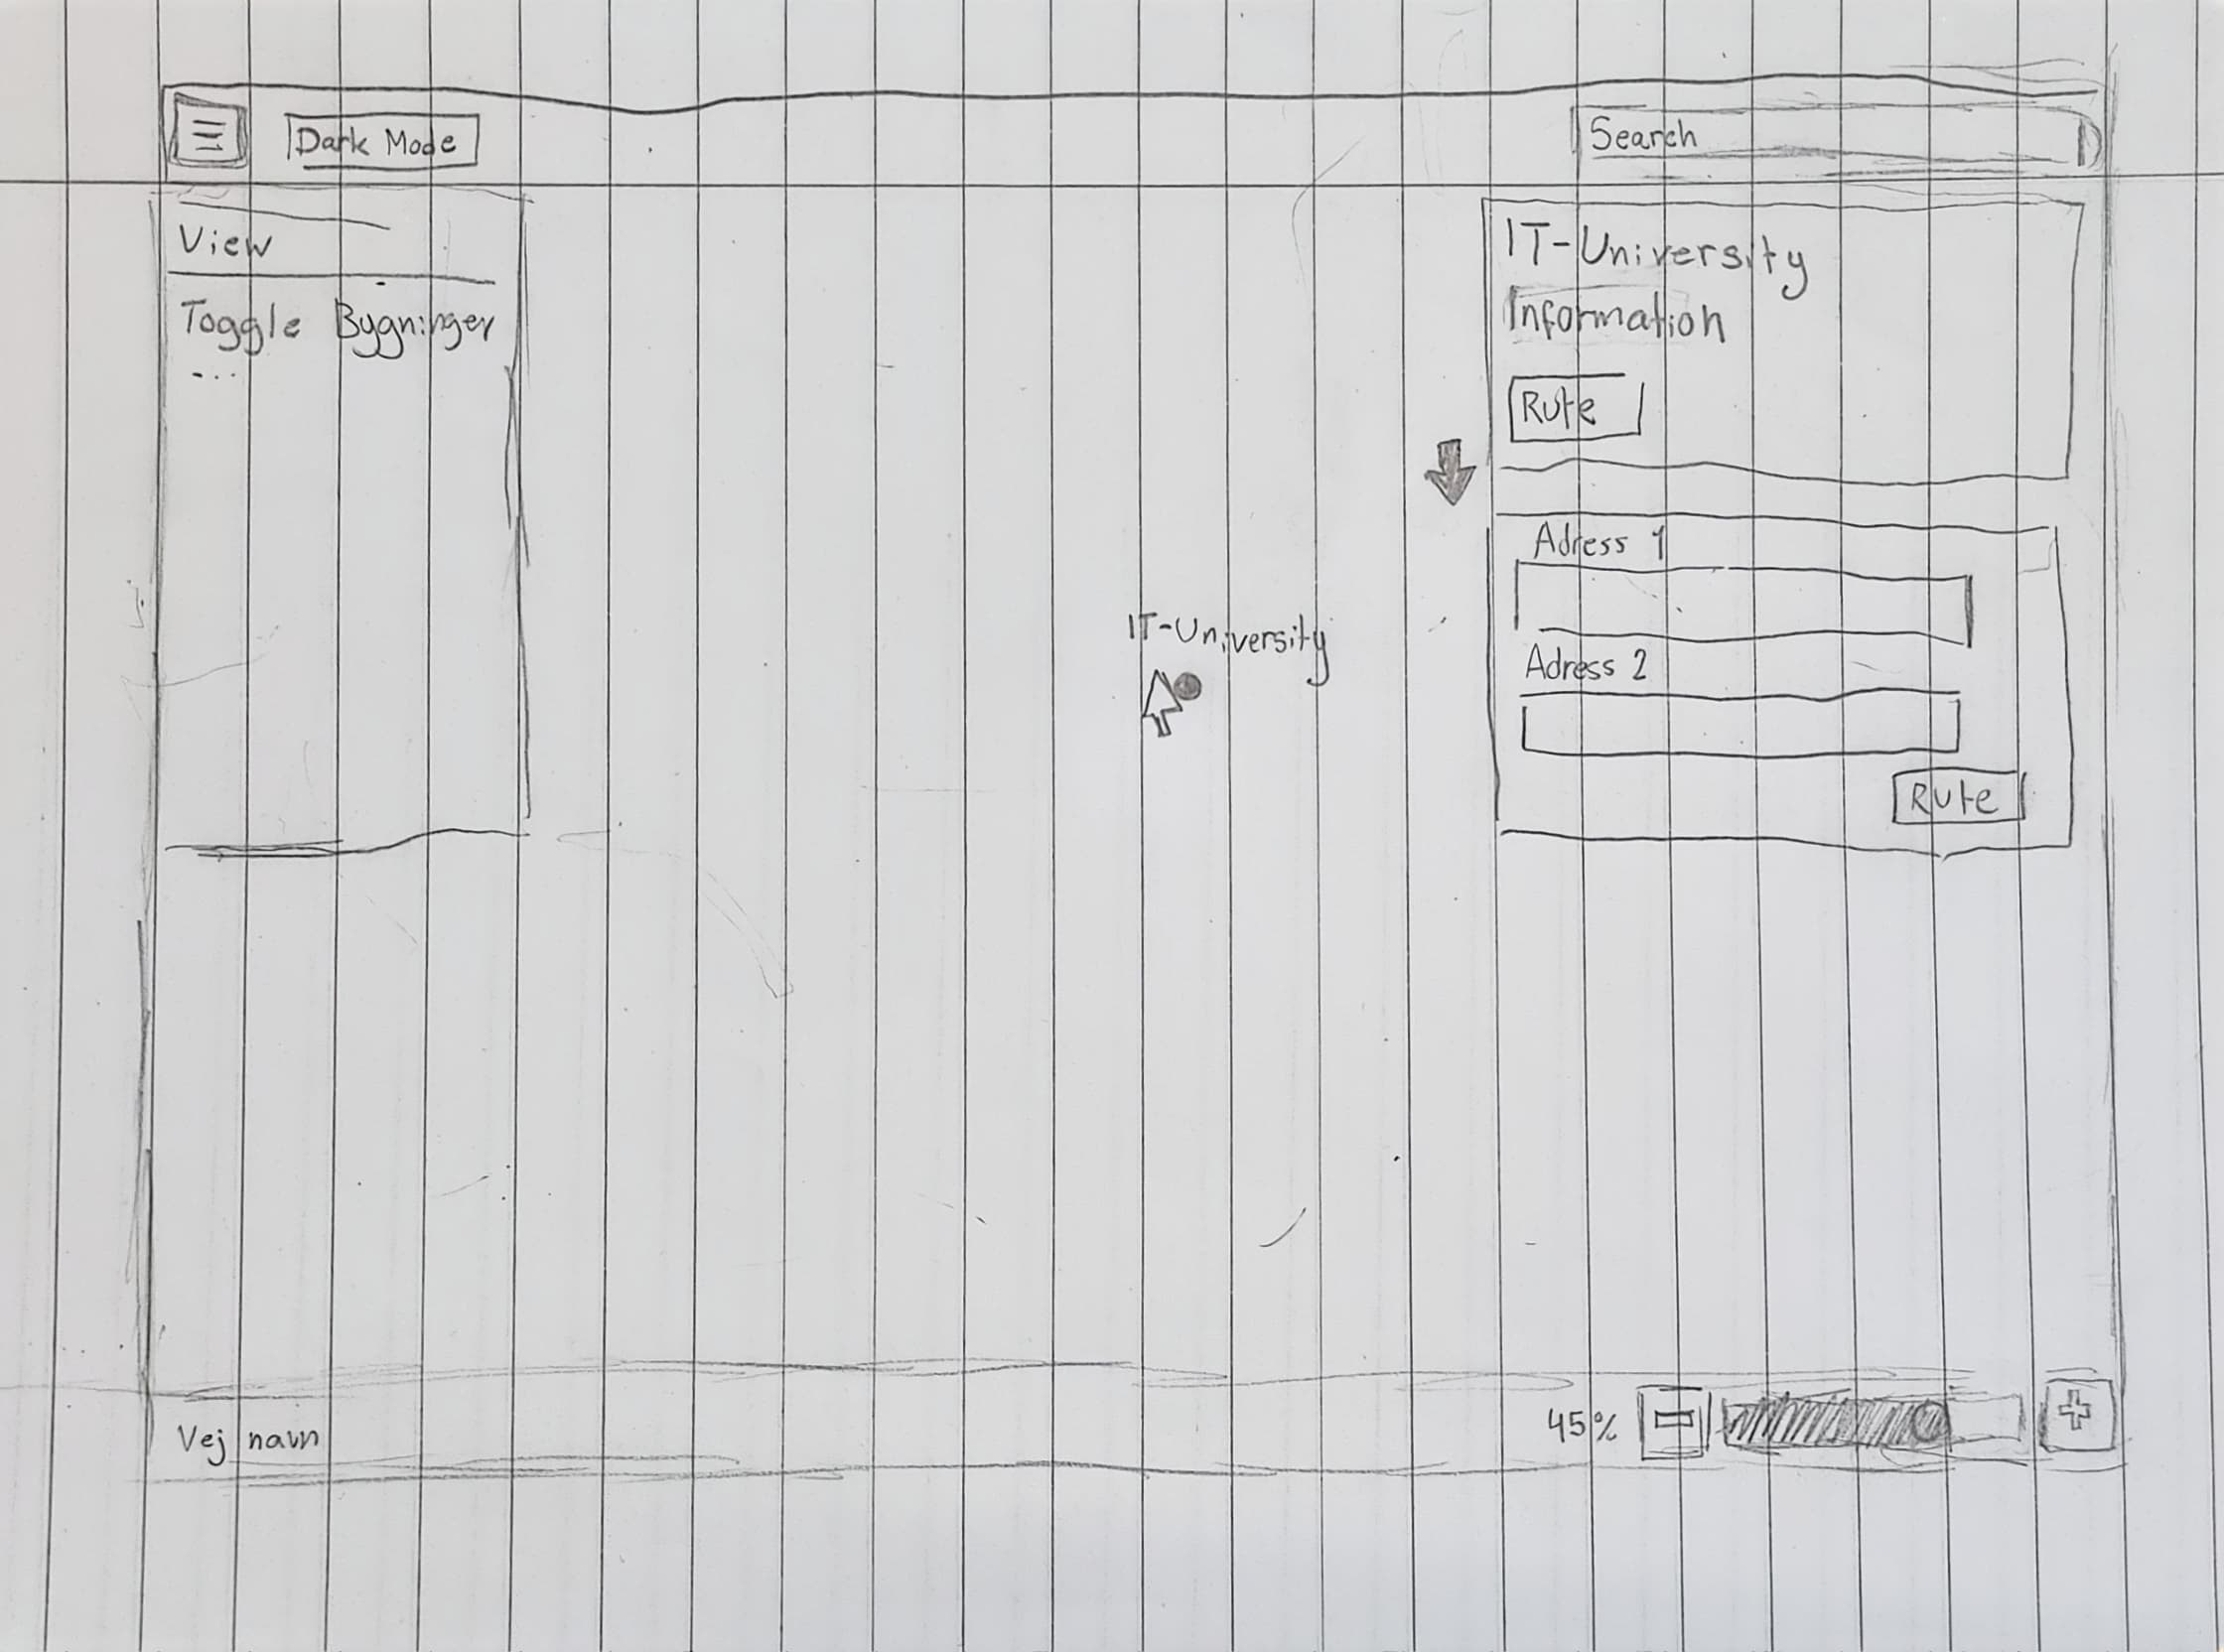 Dark Mode
Search
View
Toggle Bygninger
...
IT-University
Information
Rute
Adress 1
Adress 2
Rute
IT-University
Vej navn
45%